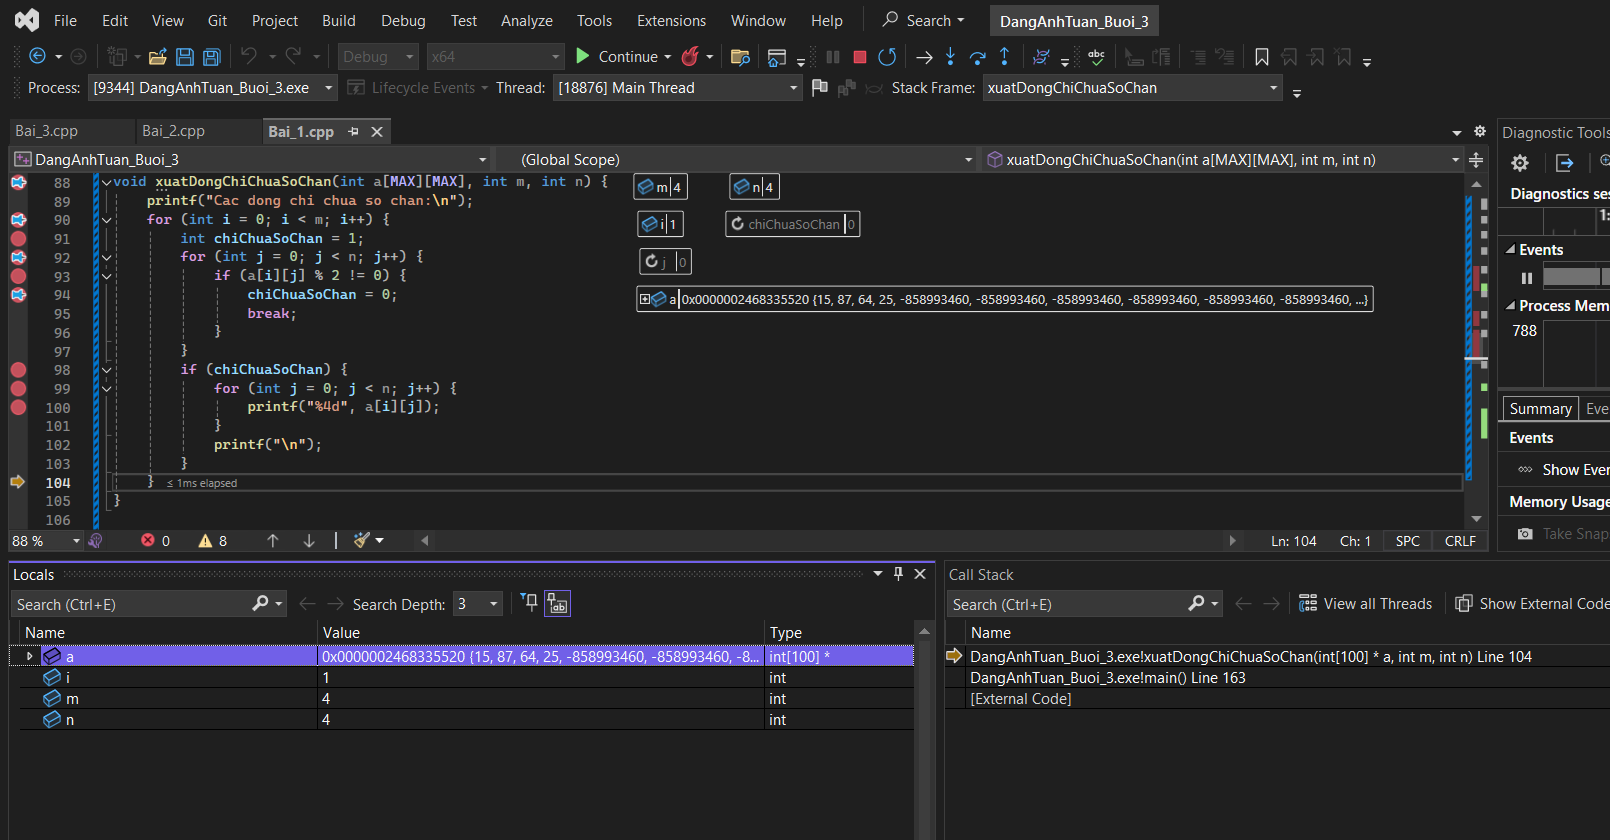 File Edit View Git Project Build Debug Test Analyze Tools Extensions Window Help Search DangAnhTuan_Buoi_3
Debug x64 Continue
Process: [9344] DangAnhTuan_Buoi_3.exe Lifecycle Events Thread: [18876] Main Thread Stack Frame: xuatDongChiChuaSoChan
Bai_3.cpp Bai_2.cpp Bai_1.cpp
DangAnhTuan_Buoi_3 (Global Scope) xuatDongChiChuaSoChan(int a[MAX][MAX], int m, int n)
88 void xuatDongChiChuaSoChan(int a[MAX][MAX], int m, int n) { m 4 n 4
89 printf("Cac dong chi chua so chan:\n");
90 for (int i = 0; i < m; i++) { i 1 chiChuaSoChan 0
91 int chiChuaSoChan = 1;
92 for (int j = 0; j < n; j++) { j 0
93 if (a[i][j] % 2 != 0) {
94 chiChuaSoChan = 0; a 0x0000002468335520 {15, 87, 64, 25, -858993460, -858993460, -858993460, -858993460, -858993460, -858993460, ...}
95 break;
96 }
97 }
98 if (chiChuaSoChan) {
99 for (int j = 0; j < n; j++) {
100 printf("%4d", a[i][j]);
101 }
102 printf("\n");
103 }
104 } ≤ 1ms elapsed
105 }
106
88 % 0 8 Ln: 104 Ch: 1 SPC CRLF
Diagnostic Tools
Diagnostics ses
1:
Events
Process Mem
788
Summary Eve
Events
Show Ever
Memory Usage
Take Snap
Locals
Search (Ctrl+E) Search Depth: 3
Name Value Type
a 0x0000002468335520 {15, 87, 64, 25, -858993460, -858993460, -8... int[100] *
i 1 int
m 4 int
n 4 int
Call Stack
Search (Ctrl+E) View all Threads Show External Code
Name
DangAnhTuan_Buoi_3.exe!xuatDongChiChuaSoChan(int[100] * a, int m, int n) Line 104
DangAnhTuan_Buoi_3.exe!main() Line 163
[External Code]